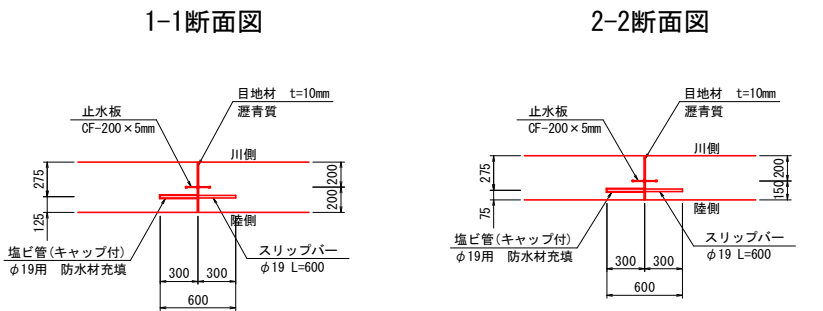 1-1断面図
目地材 t=10mm
瀝青質
止水板
CF-200×5mm
川側
275
125
200
200
陸側
塩ビ管(キャップ付)
φ19用 防水材充填
スリップバー
φ19 L=600
300
300
600
2-2断面図
目地材 t=10mm
瀝青質
止水板
CF-200×5mm
川側
275
75
200
150
陸側
塩ビ管(キャップ付)
φ19用 防水材充填
スリップバー
φ19 L=600
300
300
600